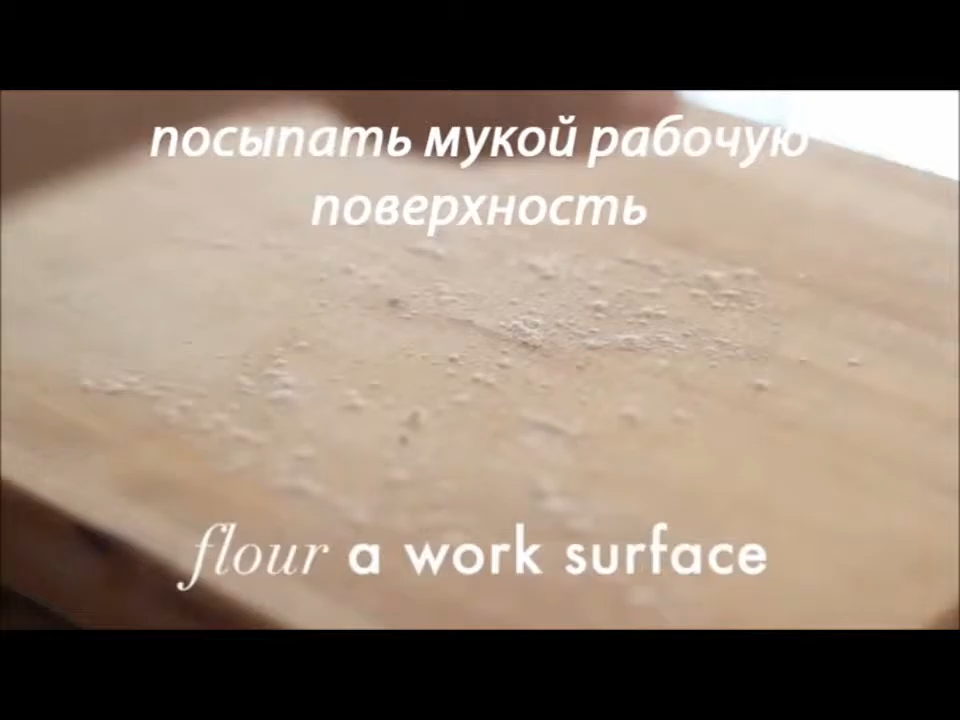 посыпать мукой рабочую
поверхность
flour a work surface